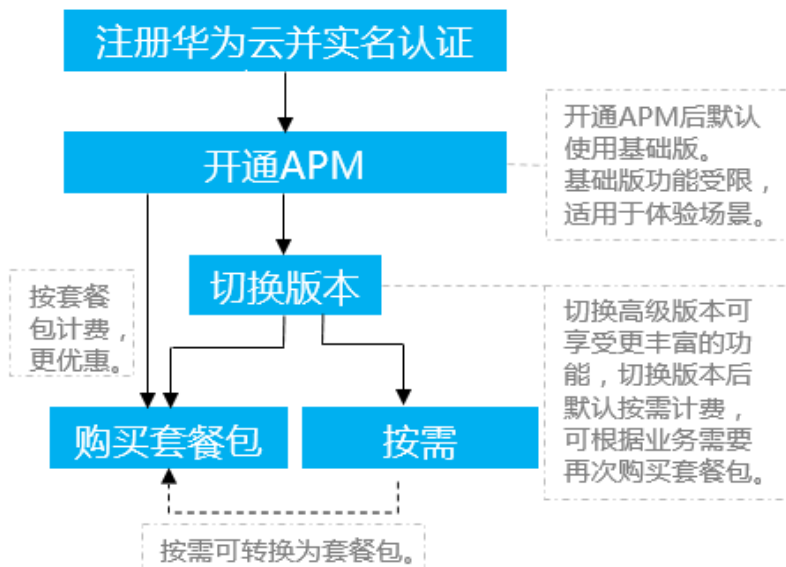 注册华为云并实名认证
开通APM
开通APM后默认
使用基础版。
基础版功能受限，
适用于体验场景。
切换版本
按套餐
包计费，
更优惠。
切换高级版本可
享受更丰富的功
能，切换版本后
默认按需计费，
可根据业务需要
再次购买套餐包。
购买套餐包
按需
按需可转换为套餐包。